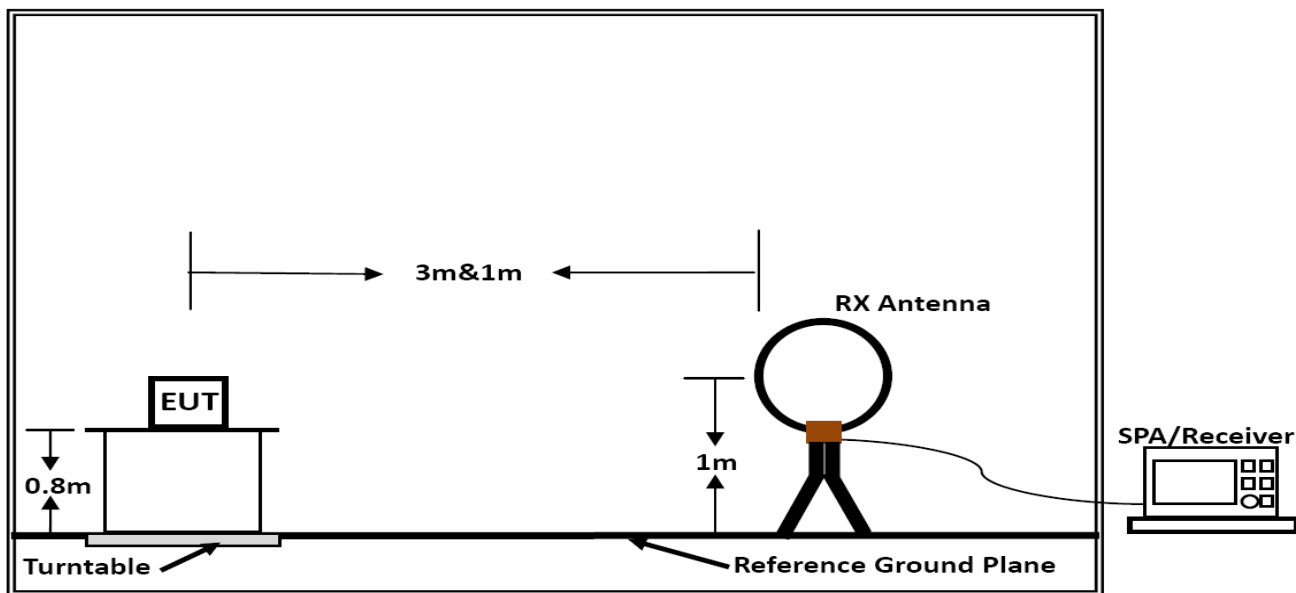 3m&1m
RX Antenna
EUT
SPA/Receiver
1m
0.8m
Turntable
Reference Ground Plane